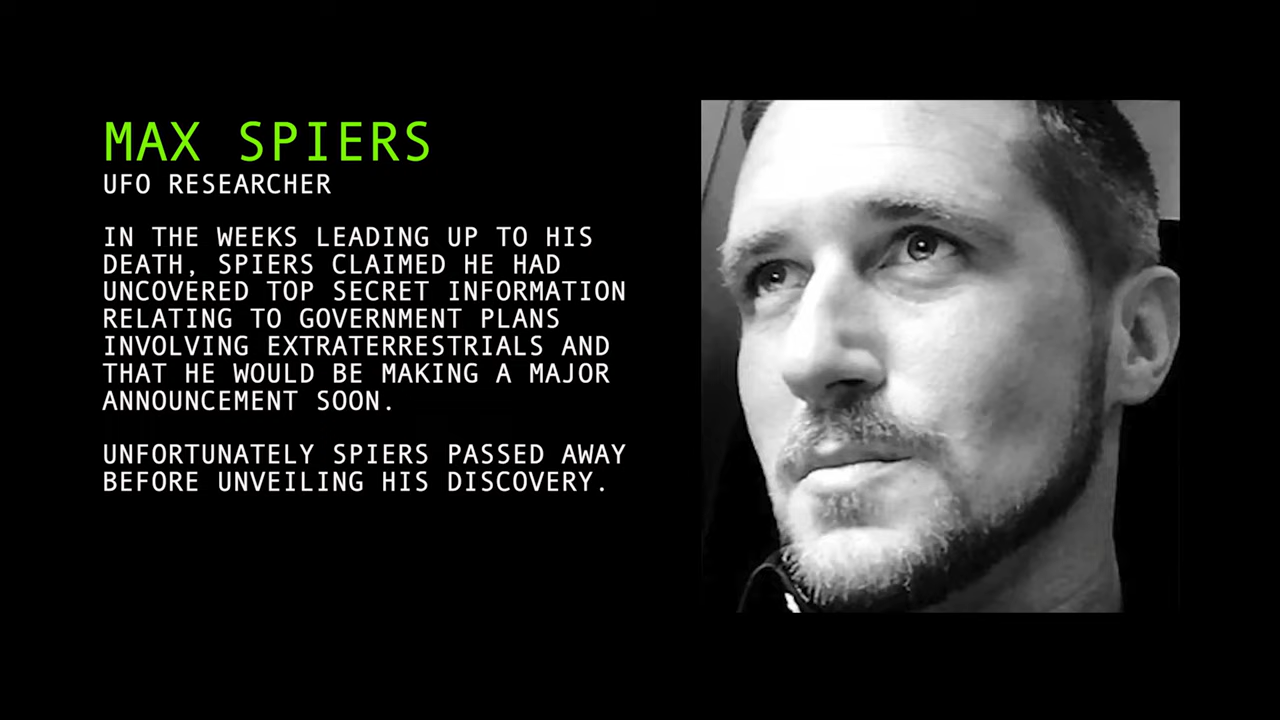 MAX SPIERS
UFO RESEARCHER
IN THE WEEKS LEADING UP TO HIS
DEATH, SPIERS CLAIMED HE HAD
UNCOVERED TOP SECRET INFORMATION
RELATING TO GOVERNMENT PLANS
INVOLVING EXTRATERRESTRIALS AND
THAT HE WOULD BE MAKING A MAJOR
ANNOUNCEMENT SOON.
UNFORTUNATELY SPIERS PASSED AWAY
BEFORE UNVEILING HIS DISCOVERY.